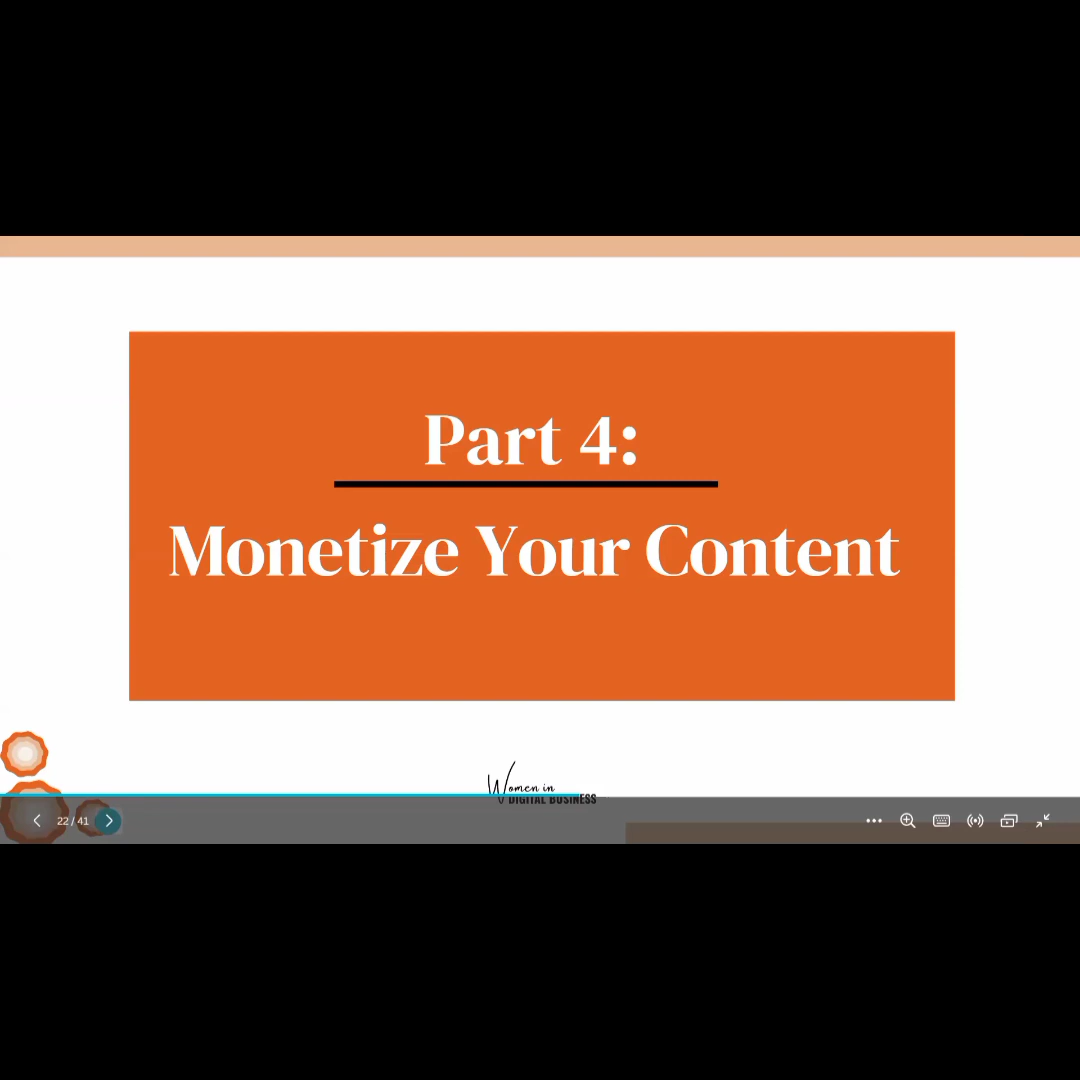 Part 4:
Monetize Your Content
Women in
DIGITAL BUSINESS
22 / 41